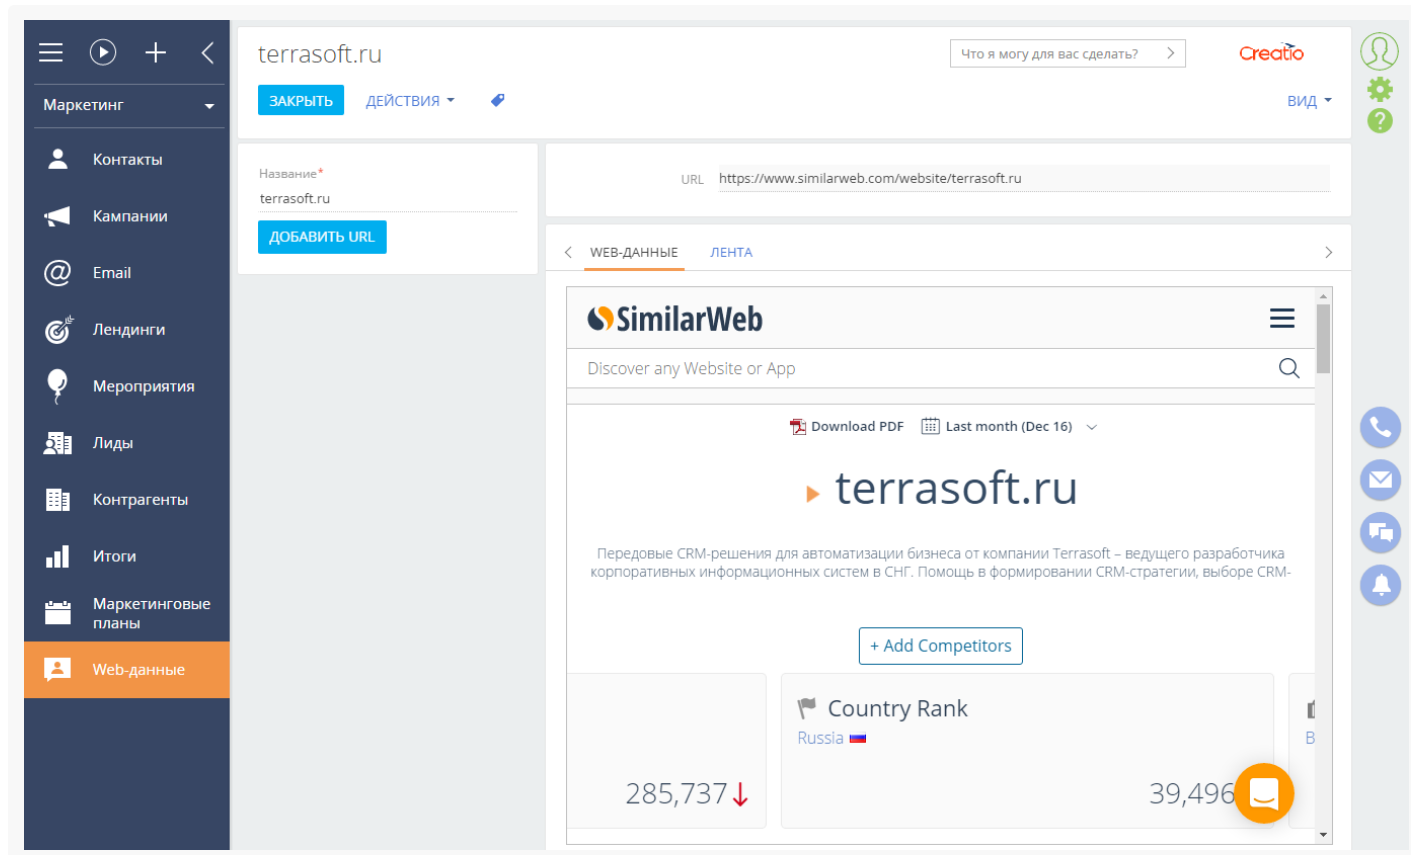 terrasoft.ru
Что я могу для вас сделать?
Creatio
ЗАКРЫТЬ
ДЕЙСТВИЯ
ВИД
Маркетинг
Контакты
Кампании
Email
Лендинги
Мероприятия
Лиды
Контрагенты
Итоги
Маркетинговые
планы
Web-данные
Название*
terrasoft.ru
ДОБАВИТЬ URL
URL https://www.similarweb.com/website/terrasoft.ru
WEB-ДАННЫЕ
ЛЕНТА
SimilarWeb
Discover any Website or App
Download PDF
Last month (Dec 16)
terrasoft.ru
Передовые CRM-решения для автоматизации бизнеса от компании Terrasoft – ведущего разработчика
корпоративных информационных систем в СНГ. Помощь в формировании CRM-стратегии, выборе CRM-
+ Add Competitors
Country Rank
Russia
B
285,737
39,496